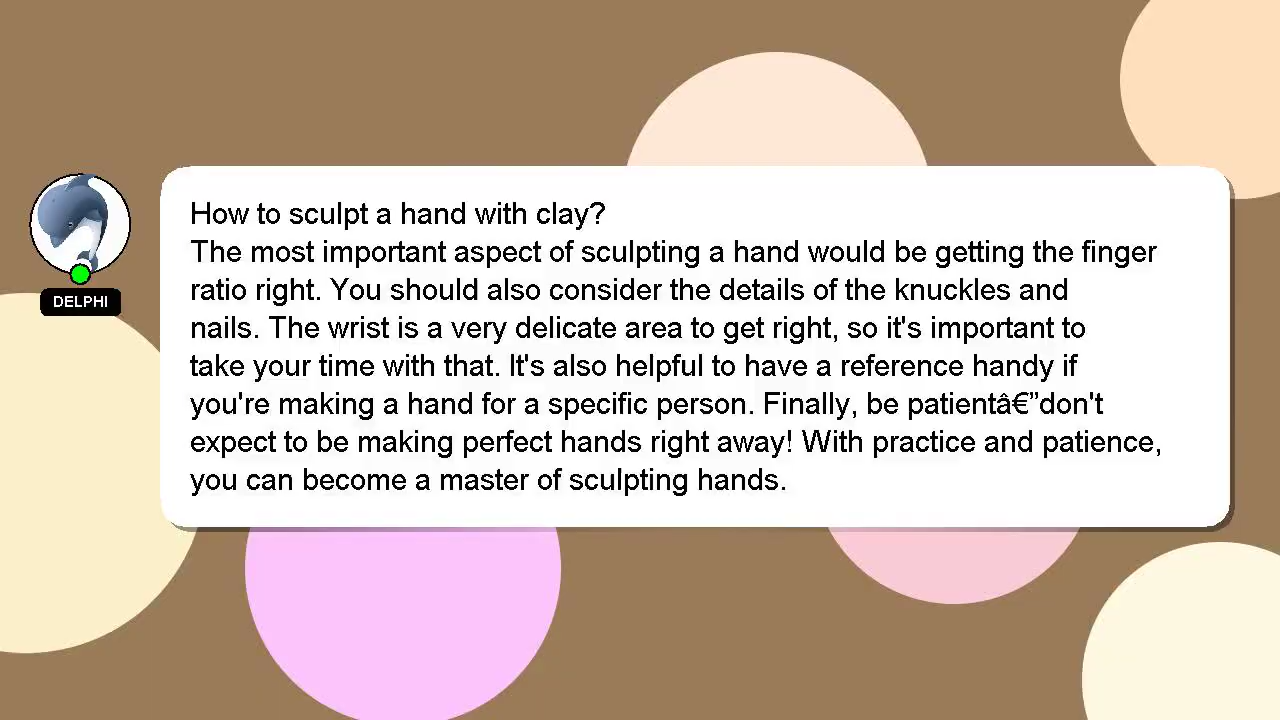 How to sculpt a hand with clay?
The most important aspect of sculpting a hand would be getting the finger
ratio right. You should also consider the details of the knuckles and
nails. The wrist is a very delicate area to get right, so it's important to
take your time with that. It's also helpful to have a reference handy if
you're making a hand for a specific person. Finally, be patientâ€”don't
expect to be making perfect hands right away! With practice and patience,
you can become a master of sculpting hands.
DELPHI